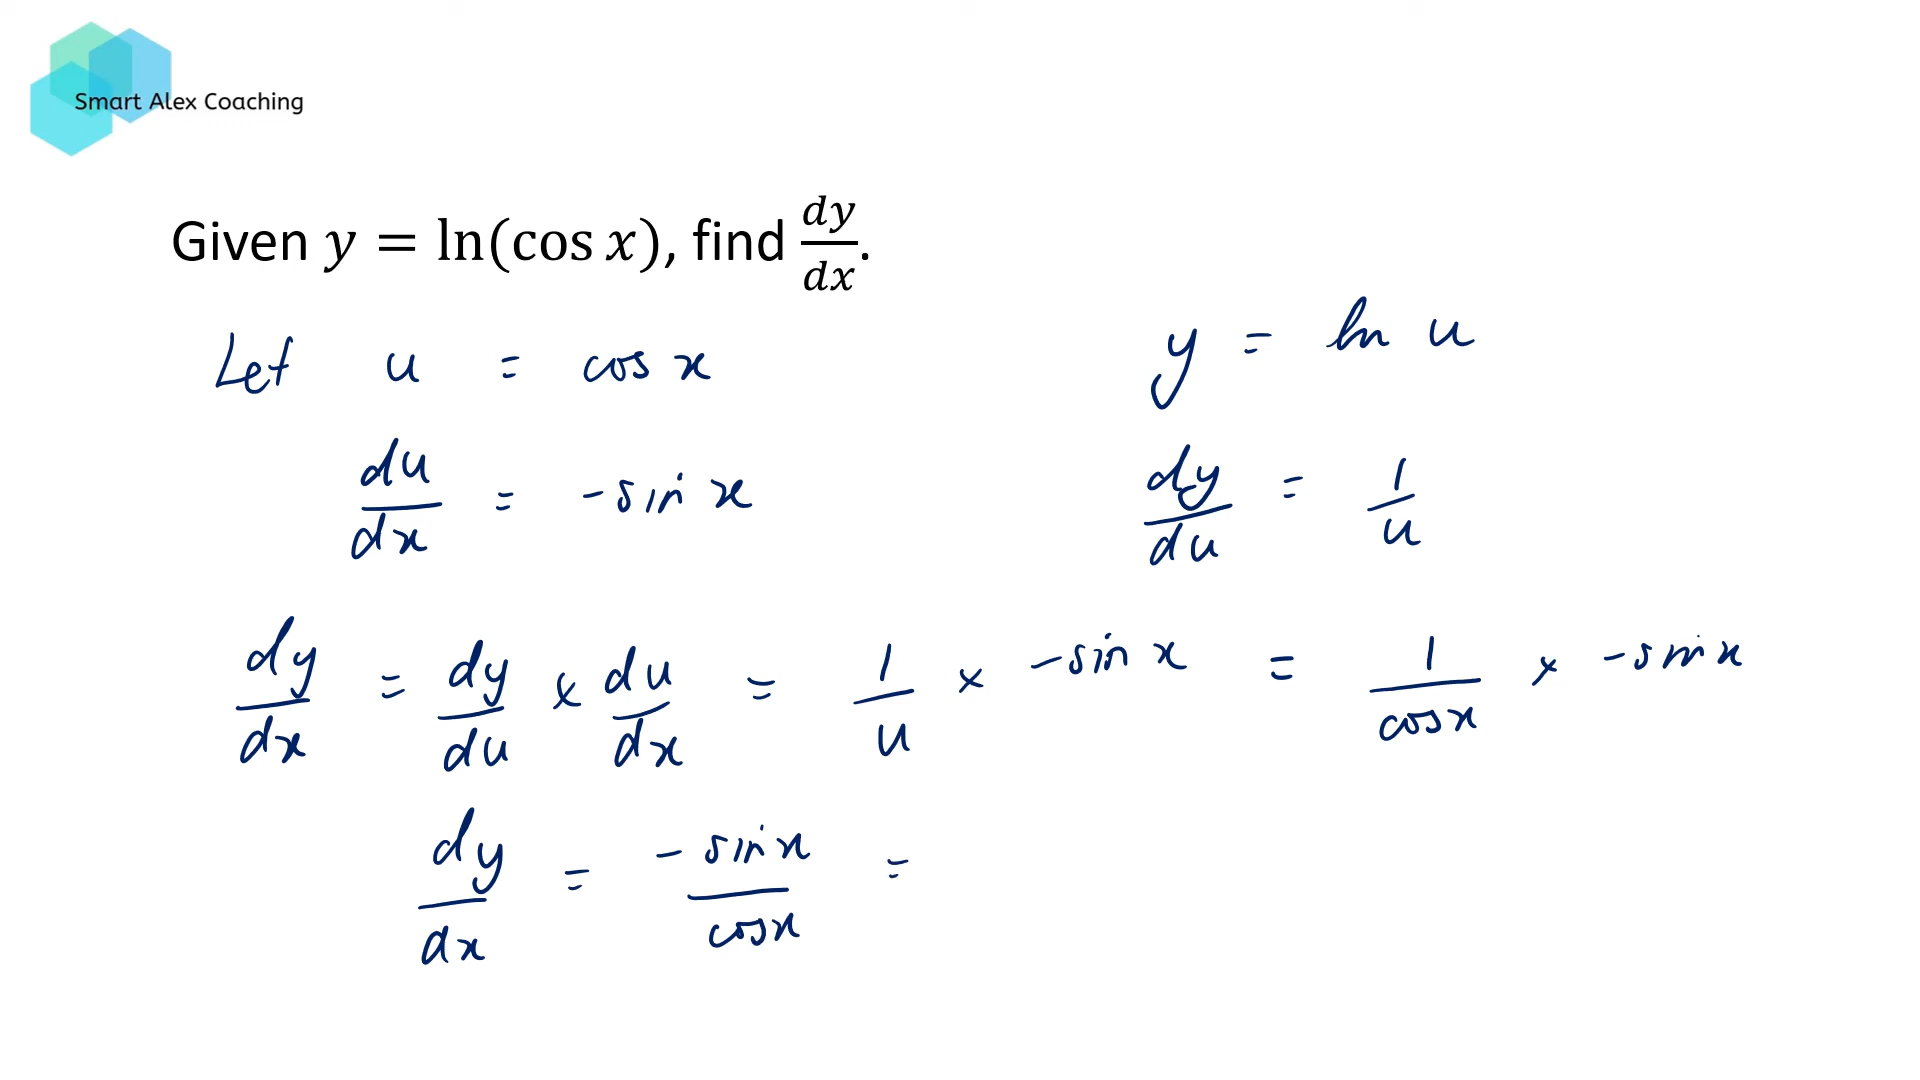 Smart Alex Coaching
Given y = ln(cos x), find dy/dx.
Let u = cos x
y = ln u
du/dx = -sin x
dy/du = 1/u
dy/dx = dy/du × du/dx = 1/u × -sin x = 1/cos x × -sin x
dy/dx = -sin x/cos x =